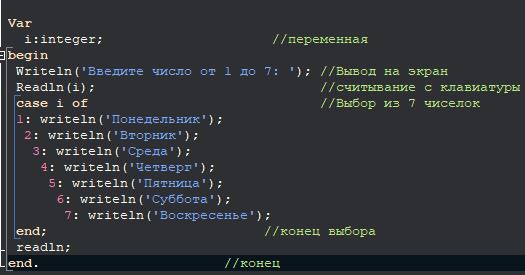 Var
i:integer; //переменная
begin
Writeln('Введите число от 1 до 7: '); //Вывод на экран
Readln(i); //считывание с клавиатуры
case i of //Выбор из 7 чиселок
1: writeln('Понедельник');
2: writeln('Вторник');
3: writeln('Среда');
4: writeln('Четверг');
5: writeln('Пятница');
6: writeln('Суббота');
7: writeln('Воскресенье');
end; //конец выбора
readln;
end. //конец